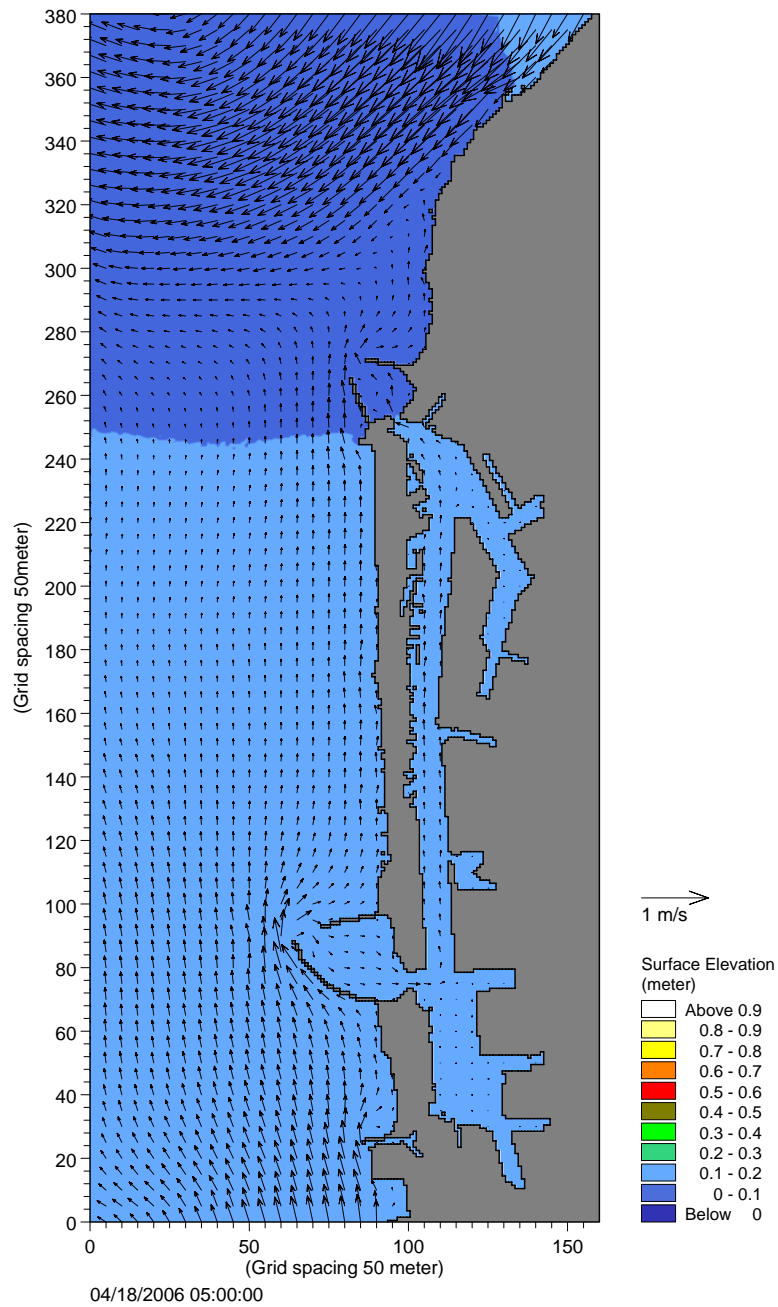 380
360
340
320
300
280
260
240
220
200
180
160
140
120
100
80
60
40
20
0
(Grid spacing 50meter)
0 50 100 150
(Grid spacing 50 meter)
04/18/2006 05:00:00
1 m/s
Surface Elevation
(meter)
Above 0.9
0.8 - 0.9
0.7 - 0.8
0.6 - 0.7
0.5 - 0.6
0.4 - 0.5
0.3 - 0.4
0.2 - 0.3
0.1 - 0.2
0 - 0.1
Below 0